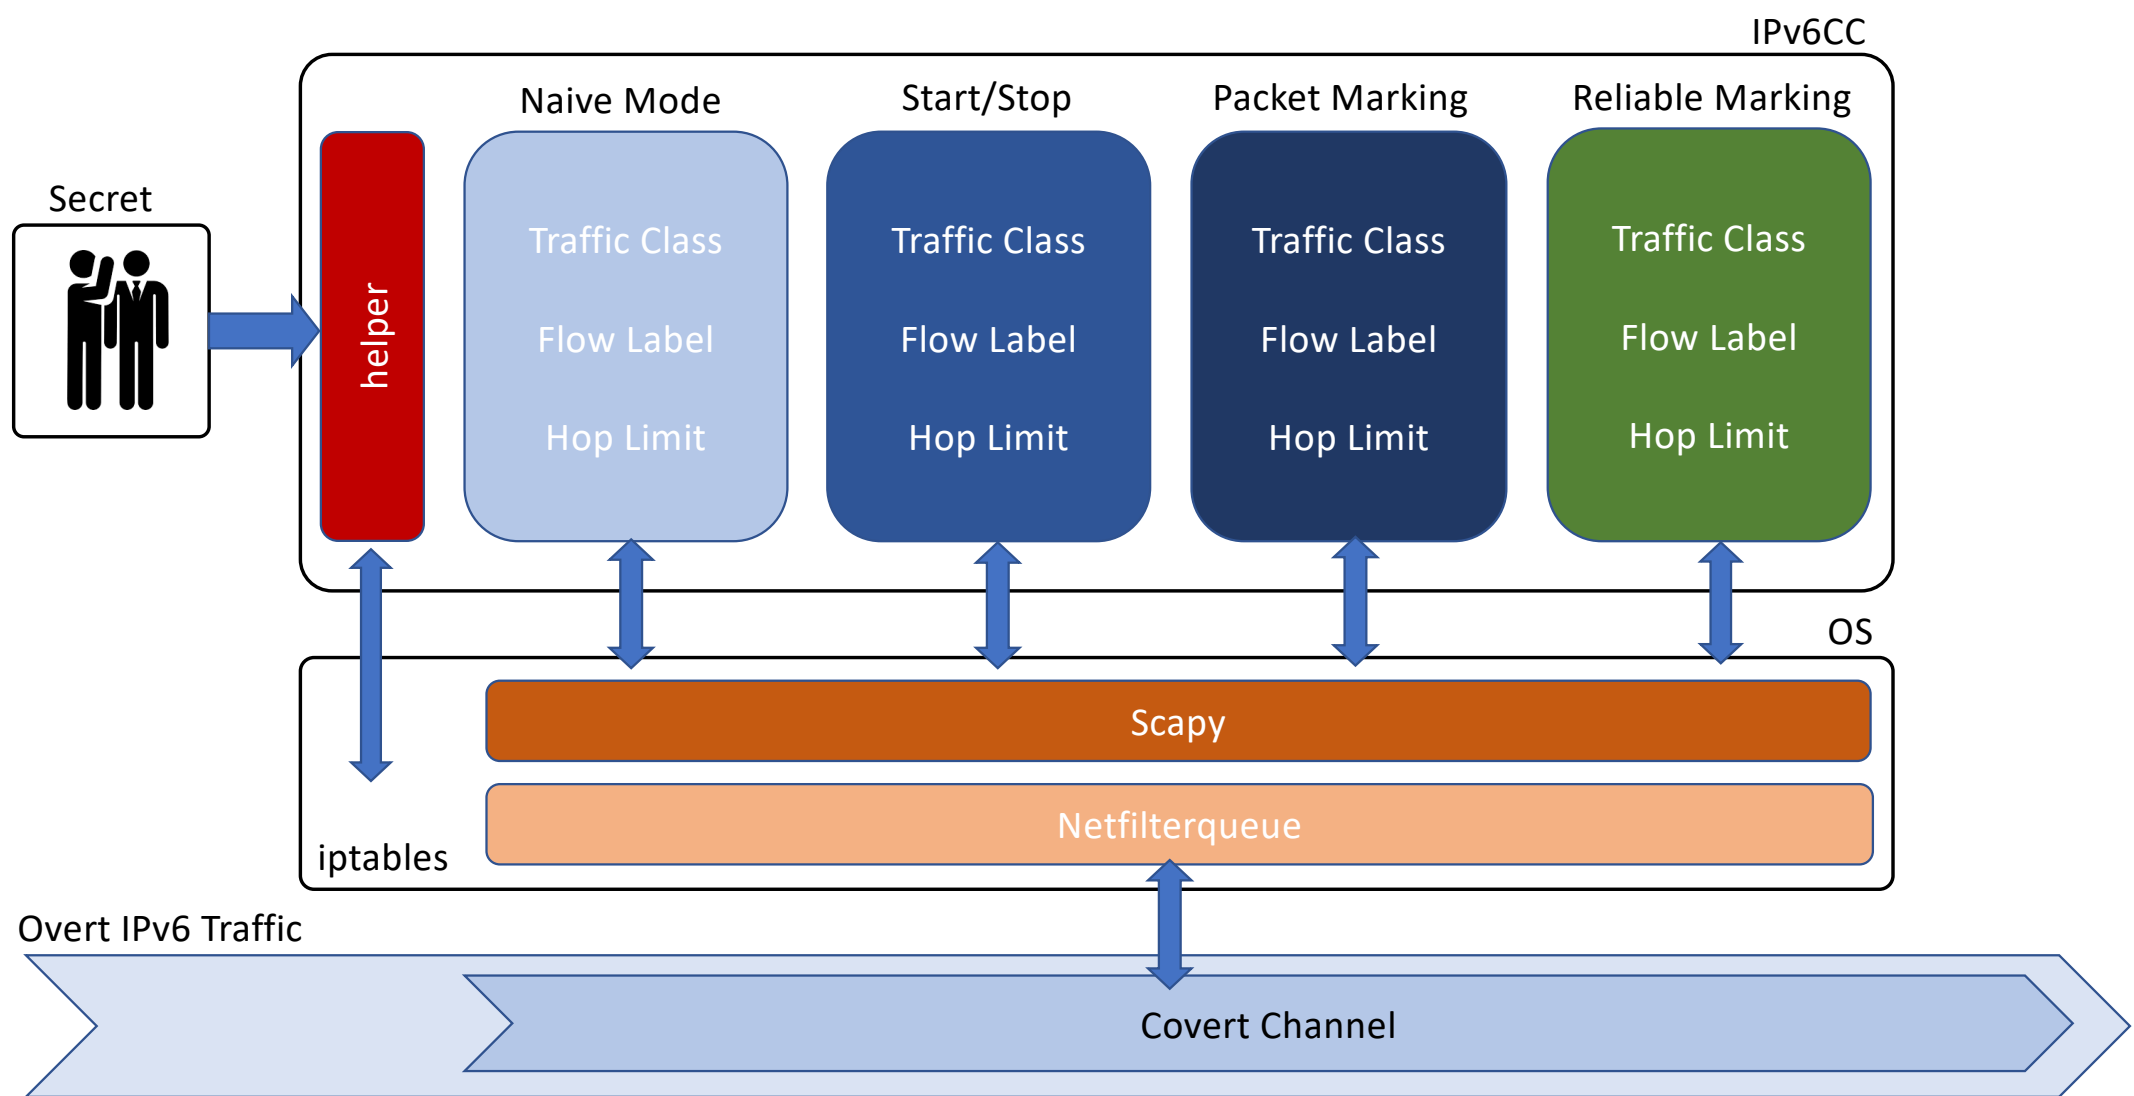 IPv6CC
Naive Mode
Start/Stop
Packet Marking
Reliable Marking
Secret
helper
Traffic Class
Flow Label
Hop Limit
Traffic Class
Flow Label
Hop Limit
Traffic Class
Flow Label
Hop Limit
Traffic Class
Flow Label
Hop Limit
OS
Scapy
Netfilterqueue
iptables
Overt IPv6 Traffic
Covert Channel